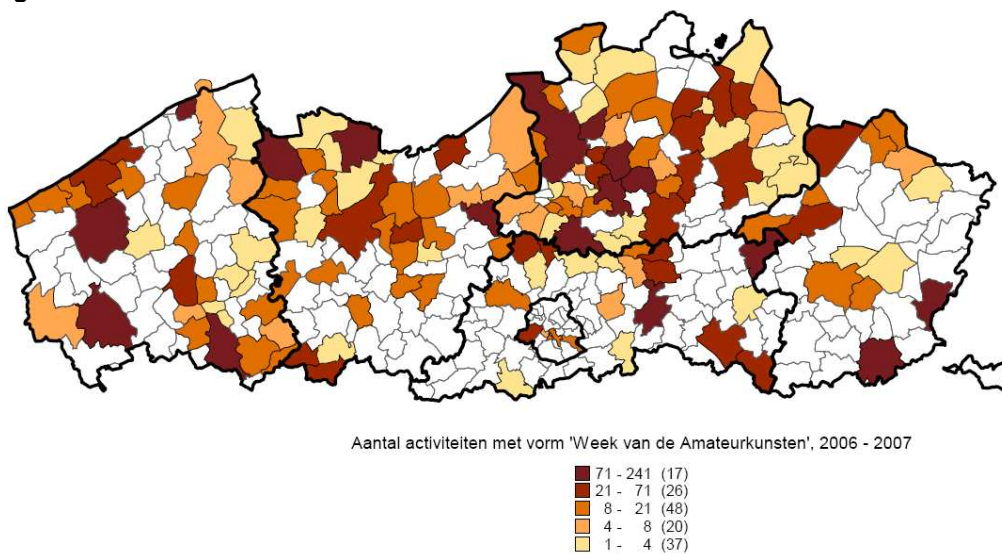 Aantal activiteiten met vorm 'Week van de Amateurkunsten', 2006 - 2007
71 - 241 (17)
21 - 71 (26)
8 - 21 (48)
4 - 8 (20)
1 - 4 (37)